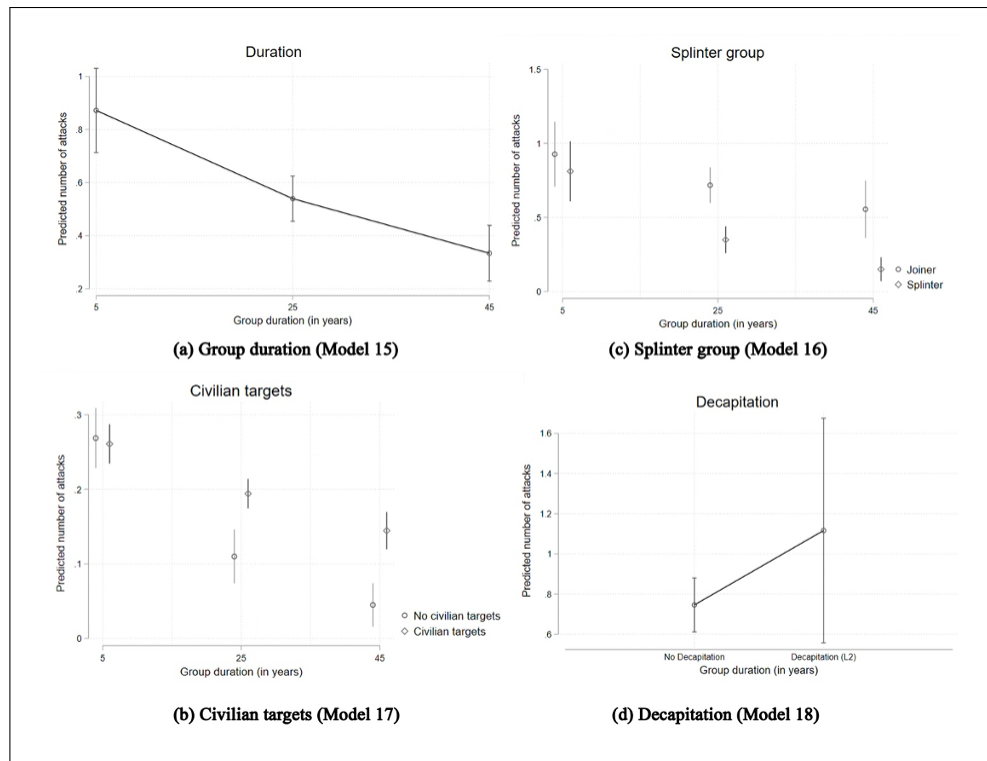 Duration
Predicted number of attacks
1
.8
.6
.4
.2
5
25
45
Group duration (in years)
(a) Group duration (Model 15)
Splinter group
Predicted number of attacks
1.5
1
.5
0
5
25
45
Group duration (in years)
Joiner
Splinter
(c) Splinter group (Model 16)
Civilian targets
Predicted number of attacks
.3
.2
.1
0
5
25
45
Group duration (in years)
No civilian targets
Civilian targets
(b) Civilian targets (Model 17)
Decapitation
Predicted number of attacks
1.6
1.4
1.2
1
.8
.6
No Decapitation
Decapitation (L2)
Group duration (in years)
(d) Decapitation (Model 18)